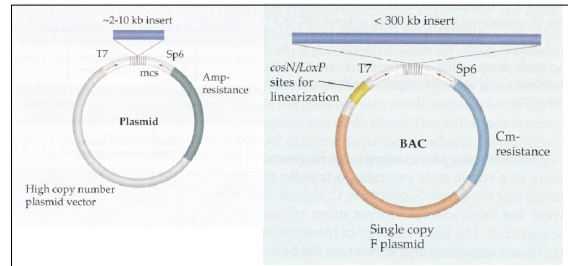 ~2-10 kb insert
T7
Sp6
mcs
Amp-
resistance
Plasmid
High copy number
plasmid vector
< 300 kb insert
cosN/LoxP
sites for
linearization
T7
Sp6
BAC
Cm-
resistance
Single copy
F plasmid